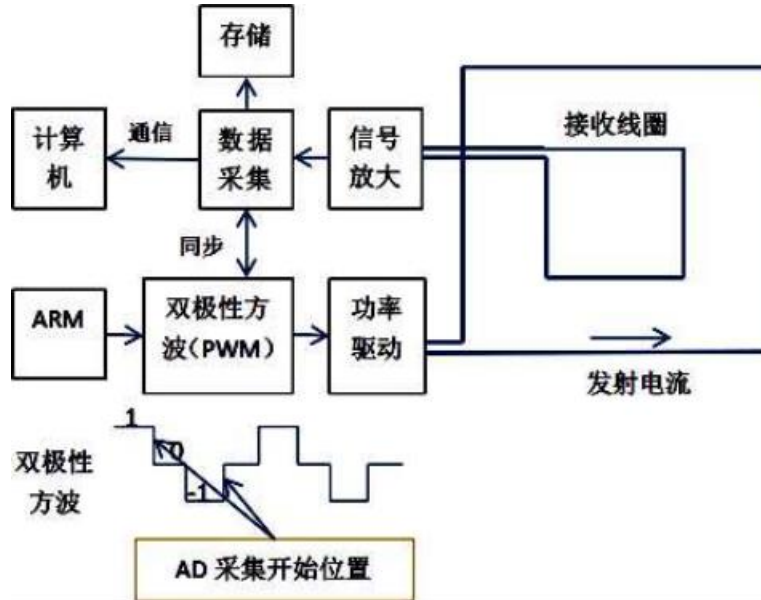 存储
计算
机
通信
数据
采集
信号
放大
接收线圈
同步
ARM
双极性方
波(PWM)
功率
驱动
发射电流
1
0
-1
双极性
方波
AD 采集开始位置